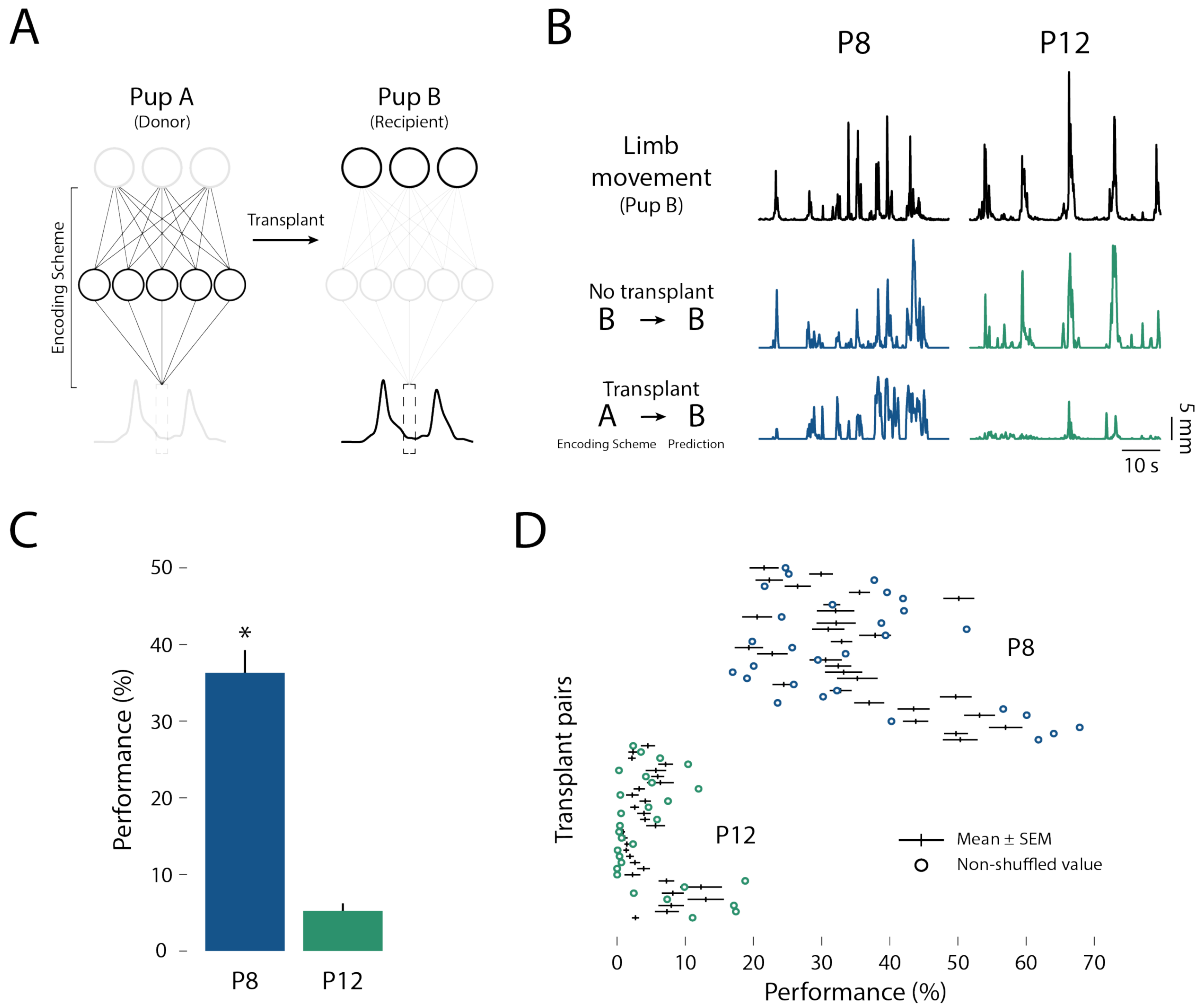 A
Pup A
(Donor)
Pup B
(Recipient)
Encoding Scheme
Transplant
B
P8
P12
Limb
movement
(Pup B)
No transplant
B → B
Transplant
A → B
Encoding Scheme Prediction
5 mm
10 s
C
Performance (%)
50
40
30
20
10
0
*
P8
P12
D
Transplant pairs
P8
P12
Mean ± SEM
Non-shuffled value
0 10 20 30 40 50 60 70
Performance (%)